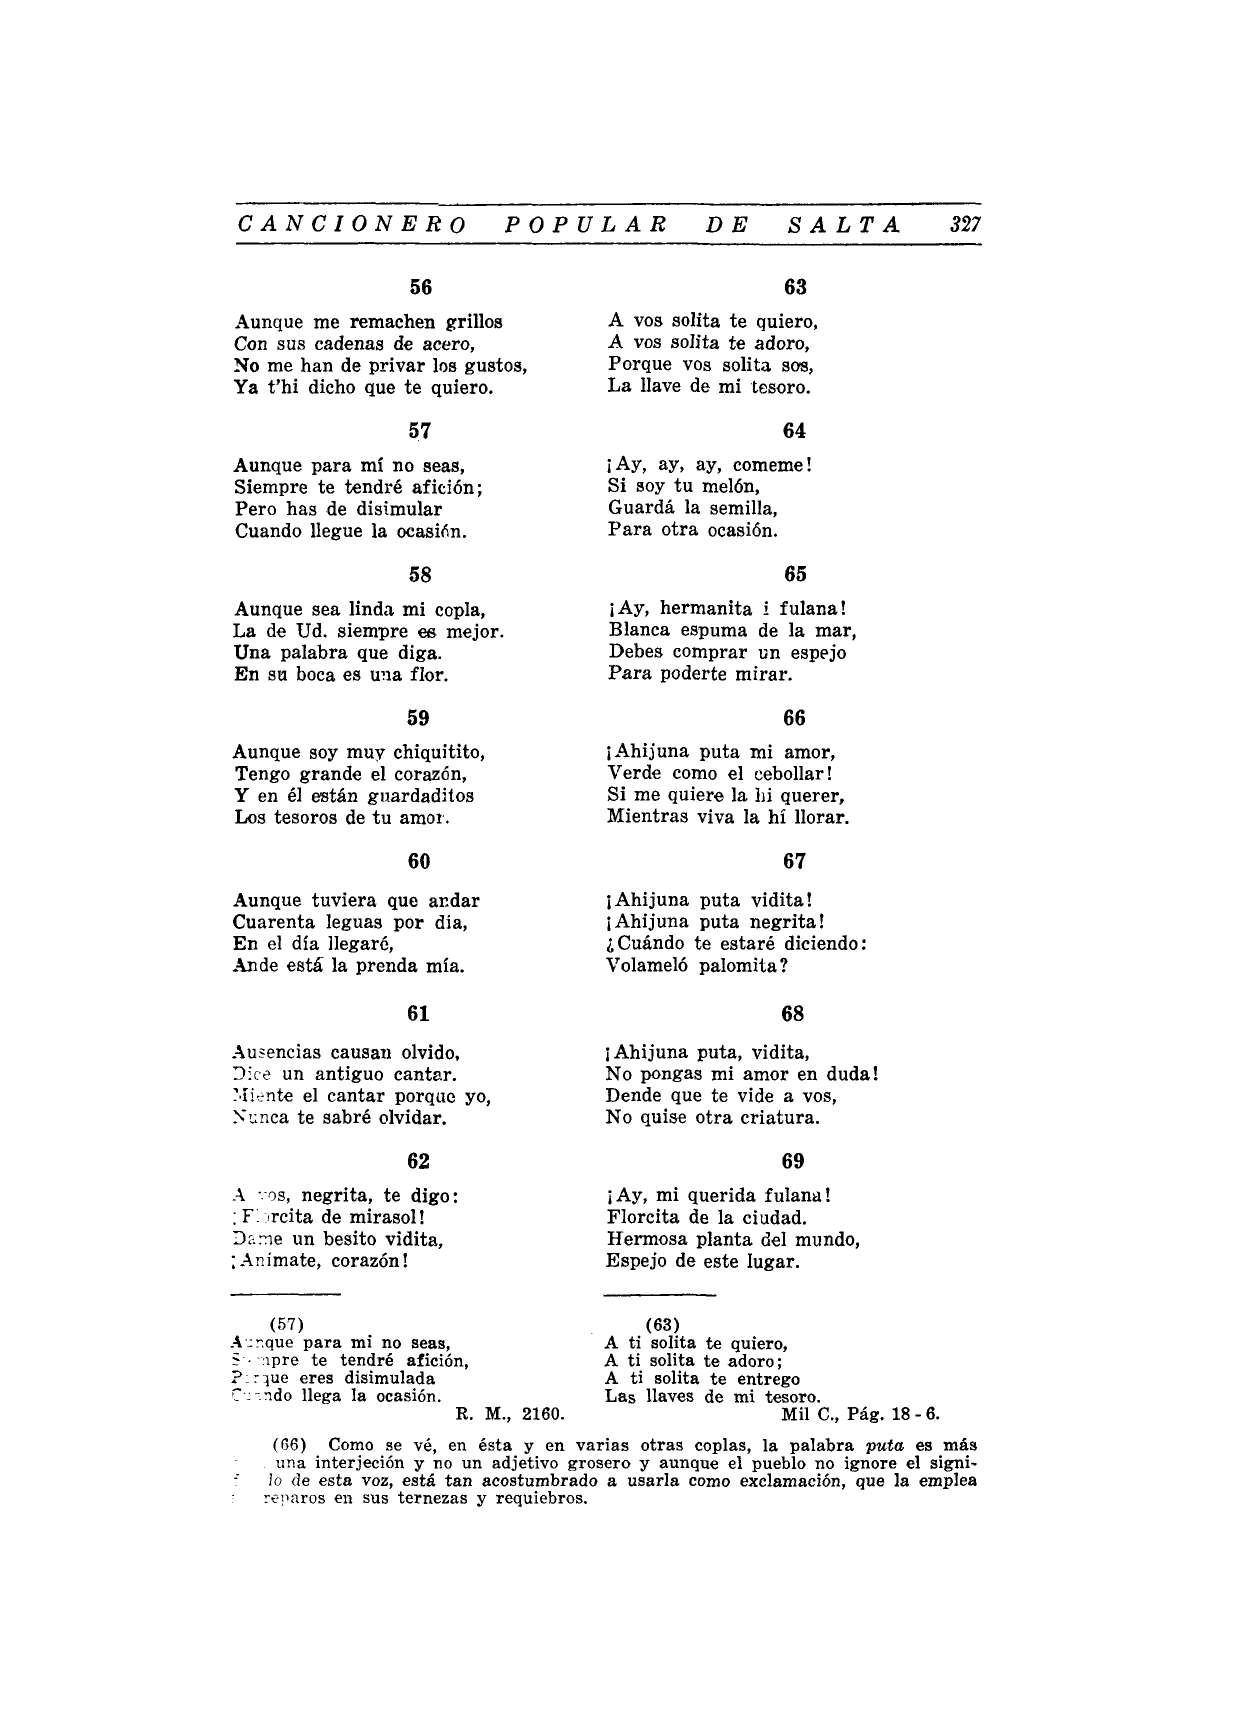 CANCIONERO POPULAR DE SALTA 327
56
Aunque me remachen grillos
Con sus cadenas de acero,
No me han de privar los gustos,
Ya t'hi dicho que te quiero.
57
Aunque para mí no seas,
Siempre te tendré afición;
Pero has de disimular
Cuando llegue la ocasión.
58
Aunque sea linda mi copla,
La de Ud. siempre es mejor.
Una palabra que diga.
En su boca es una flor.
59
Aunque soy muy chiquitito,
Tengo grande el corazón,
Y en él están guardaditos
Los tesoros de tu amor.
60
Aunque tuviera que andar
Cuarenta leguas por dia,
En el día llegaré,
Ande está la prenda mía.
61
Ausencias causan olvido,
Dice un antiguo cantar.
Miente el cantar porque yo,
Nunca te sabré olvidar.
62
A vos, negrita, te digo:
¡Florcita de mirasol!
Dame un besito vidita,
¡Animate, corazón!
(57)
Aunque para mi no seas,
Siempre te tendré afición,
Porque eres disimulada
Cuando llega la ocasión.
R. M., 2160.
63
A vos solita te quiero,
A vos solita te adoro,
Porque vos solita sos,
La llave de mi tesoro.
64
¡Ay, ay, ay, comeme!
Si soy tu melón,
Guardá la semilla,
Para otra ocasión.
65
¡Ay, hermanita i fulana!
Blanca espuma de la mar,
Debes comprar un espejo
Para poderte mirar.
66
¡Ahijuna puta mi amor,
Verde como el cebollar!
Si me quiere la hi querer,
Mientras viva la hí llorar.
67
¡Ahijuna puta vidita!
¡Ahijuna puta negrita!
¿Cuándo te estaré diciendo:
Volameló palomita?
68
¡Ahijuna puta, vidita,
No pongas mi amor en duda!
Dende que te vide a vos,
No quise otra criatura.
69
¡Ay, mi querida fulana!
Florcita de la ciudad.
Hermosa planta del mundo,
Espejo de este lugar.
(63)
A ti solita te quiero,
A ti solita te adoro;
A ti solita te entrego
Las llaves de mi tesoro.
Mil C., Pág. 18 - 6.
(66) Como se vé, en ésta y en varias otras coplas, la palabra puta es más
una interjeción y no un adjetivo grosero y aunque el pueblo no ignore el signi-
lo de esta voz, está tan acostumbrado a usarla como exclamación, que la emplea
reparos en sus ternezas y requiebros.